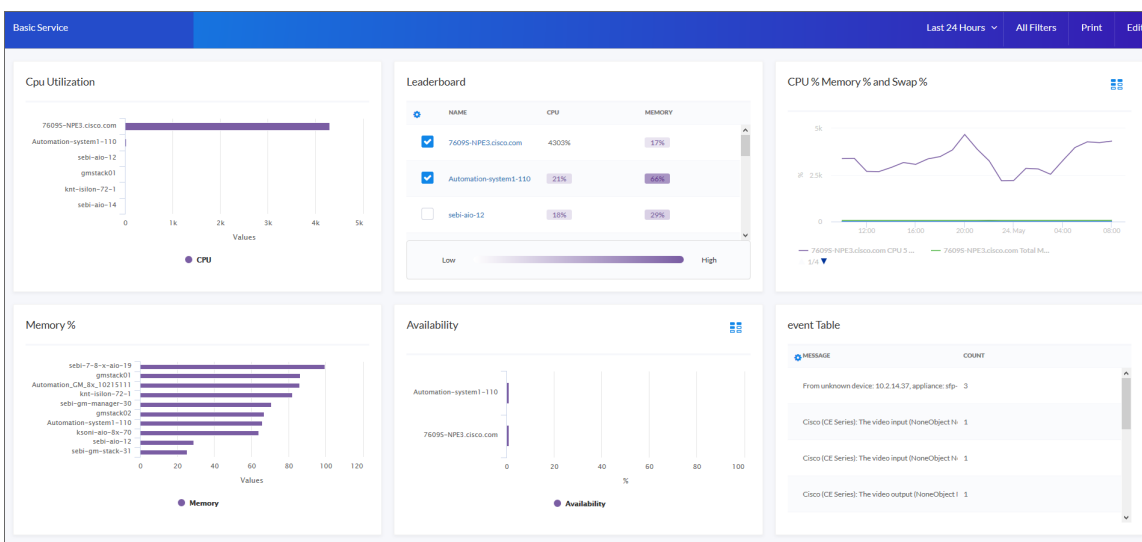 Basic Service
Last 24 Hours All Filters Print Edit
Cpu Utilization
76095-NPE3.cisco.com
Automation-system1-110
sebi-aio-12
gmstack01
knt-isilon-72-1
sebi-aio-14
0 1k 2k 3k 4k 5k
Values
CPU
Leaderboard
NAME CPU MEMORY
7609S-NPE3.cisco.com 4303% 17%
Automation-system1-110 21% 66%
sebi-aio-12 18% 29%
Low High
CPU % Memory % and Swap %
5k
%
2.5k
0
12:00 16:00 20:00 24. May 04:00 08:00
7609S-NPE3.cisco.com CPU 5 ... 7609S-NPE3.cisco.com Total M...
1/4
Memory %
sebi-7-8-x-aio-19
gmstack01
Automation_GM_8x_10215111
knt-isilon-72-1
sebi-gm-manager-30
gmstack02
Automation-system1-110
ksoni-aio-8x-70
sebi-aio-12
sebi-gm-stack-31
0 20 40 60 80 100 120
Values
Memory
Availability
Automation-system1-110
7609S-NPE3.cisco.com
0 20 40 60 80 100
%
Availability
event Table
MESSAGE COUNT
From unknown device: 10.2.14.37, appliance: sfp- 3
Cisco (CE Series): The video input (NoneObject N 1
Cisco (CE Series): The video input (NoneObject N 1
Cisco (CE Series): The video output (NoneObject 1